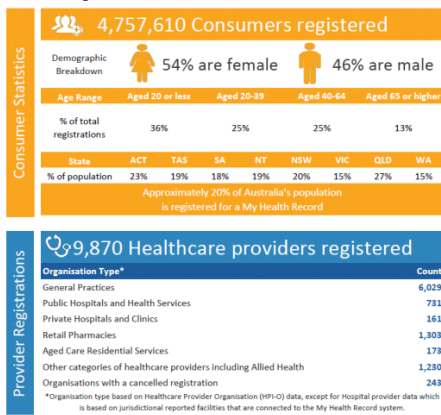 Consumer Statistics
4,757,610 Consumers registered
Demographic
Breakdown
54% are female
46% are male
Age Range Aged 20 or less Aged 20-39 Aged 40-64 Aged 65 or higher
% of total
registrations
36% 25% 25% 13%
State ACT TAS SA NT NSW VIC QLD WA
% of population 23% 19% 18% 19% 20% 15% 27% 15%
Approximately 20% of Australia's population
is registered for a My Health Record
Provider Registrations
9,870 Healthcare providers registered
Organisation Type* Count
General Practices 6,029
Public Hospitals and Health Services 731
Private Hospitals and Clinics 161
Retail Pharmacies 1,303
Aged Care Residential Services 173
Other categories of healthcare providers including Allied Health 1,230
Organisations with a cancelled registration 243
*Organisation type based on Healthcare Provider Organisation (HPI-O) data, except for Hospital provider data which
is based on jurisdictional reported facilities that are connected to the My Health Record system.